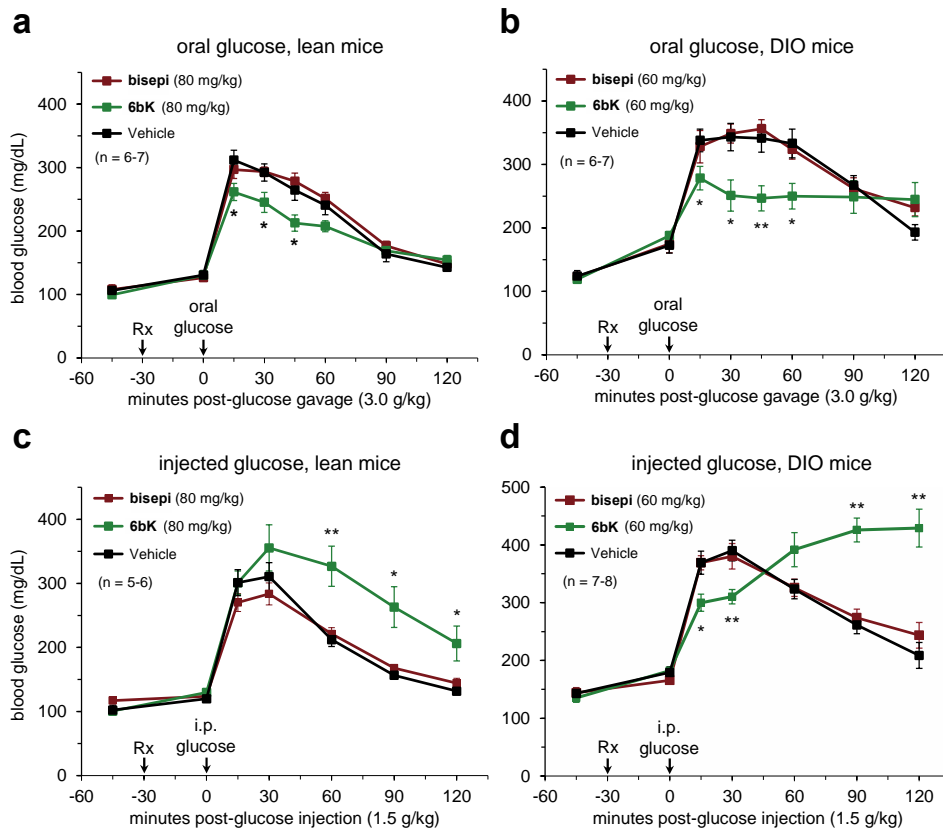 a
oral glucose, lean mice
blood glucose (mg/dL)
400
300
200
100
0
bisepi (80 mg/kg)
6bK (80 mg/kg)
Vehicle
(n = 6-7)
*
*
*
Rx
oral
glucose
-60
-30
0
30
60
90
120
minutes post-glucose gavage (3.0 g/kg)
b
oral glucose, DIO mice
400
300
200
100
0
bisepi (60 mg/kg)
6bK (60 mg/kg)
Vehicle
(n = 6-7)
*
*
**
*
Rx
oral
glucose
-60
-30
0
30
60
90
120
minutes post-glucose gavage (3.0 g/kg)
c
injected glucose, lean mice
blood glucose (mg/dL)
400
300
200
100
0
bisepi (80 mg/kg)
6bK (80 mg/kg)
Vehicle
(n = 5-6)
**
*
*
Rx
i.p.
glucose
-60
-30
0
30
60
90
120
minutes post-glucose injection (1.5 g/kg)
d
injected glucose, DIO mice
500
400
300
200
100
0
bisepi (60 mg/kg)
6bK (60 mg/kg)
Vehicle
(n = 7-8)
*
**
**
**
Rx
i.p.
glucose
-60
-30
0
30
60
90
120
minutes post-glucose injection (1.5 g/kg)